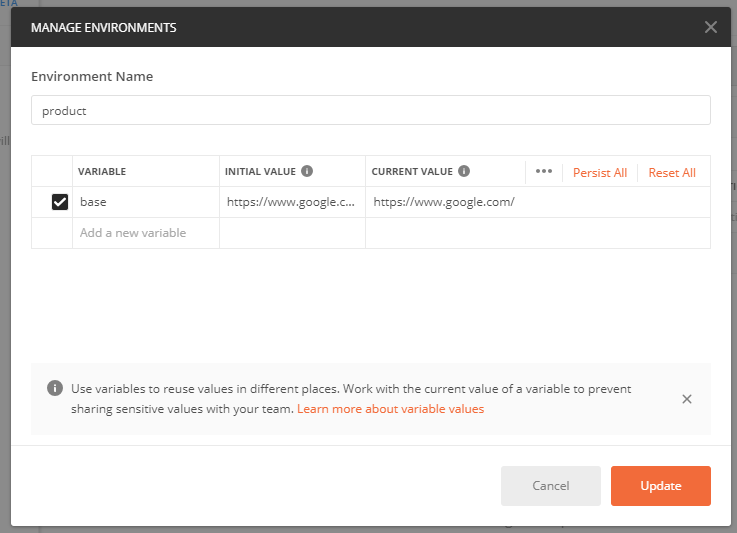 ETA
MANAGE ENVIRONMENTS
Environment Name
product
VARIABLE INITIAL VALUE CURRENT VALUE ••• Persist All Reset All
base https://www.google.c... https://www.google.com/
Add a new variable
Use variables to reuse values in different places. Work with the current value of a variable to prevent
sharing sensitive values with your team. Learn more about variable values
Cancel Update